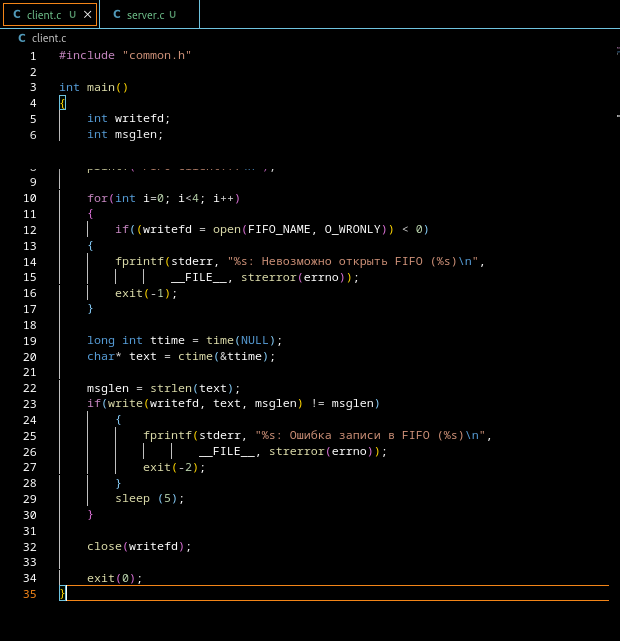 C client.c U ×
C server.c U
C client.c
1 #include "common.h"
2
3 int main()
4 {
5 int writefd;
6 int msglen;
9
10 for(int i=0; i<4; i++)
11 {
12 if((writefd = open(FIFO_NAME, O_WRONLY)) < 0)
13 {
14 fprintf(stderr, "%s: Невозможно открыть FIFO (%s)\n",
15 __FILE__, strerror(errno));
16 exit(-1);
17 }
18
19 long int ttime = time(NULL);
20 char* text = ctime(&ttime);
21
22 msglen = strlen(text);
23 if(write(writefd, text, msglen) != msglen)
24 {
25 fprintf(stderr, "%s: Ошибка записи в FIFO (%s)\n",
26 __FILE__, strerror(errno));
27 exit(-2);
28 }
29 sleep (5);
30 }
31
32 close(writefd);
33
34 exit(0);
35 }